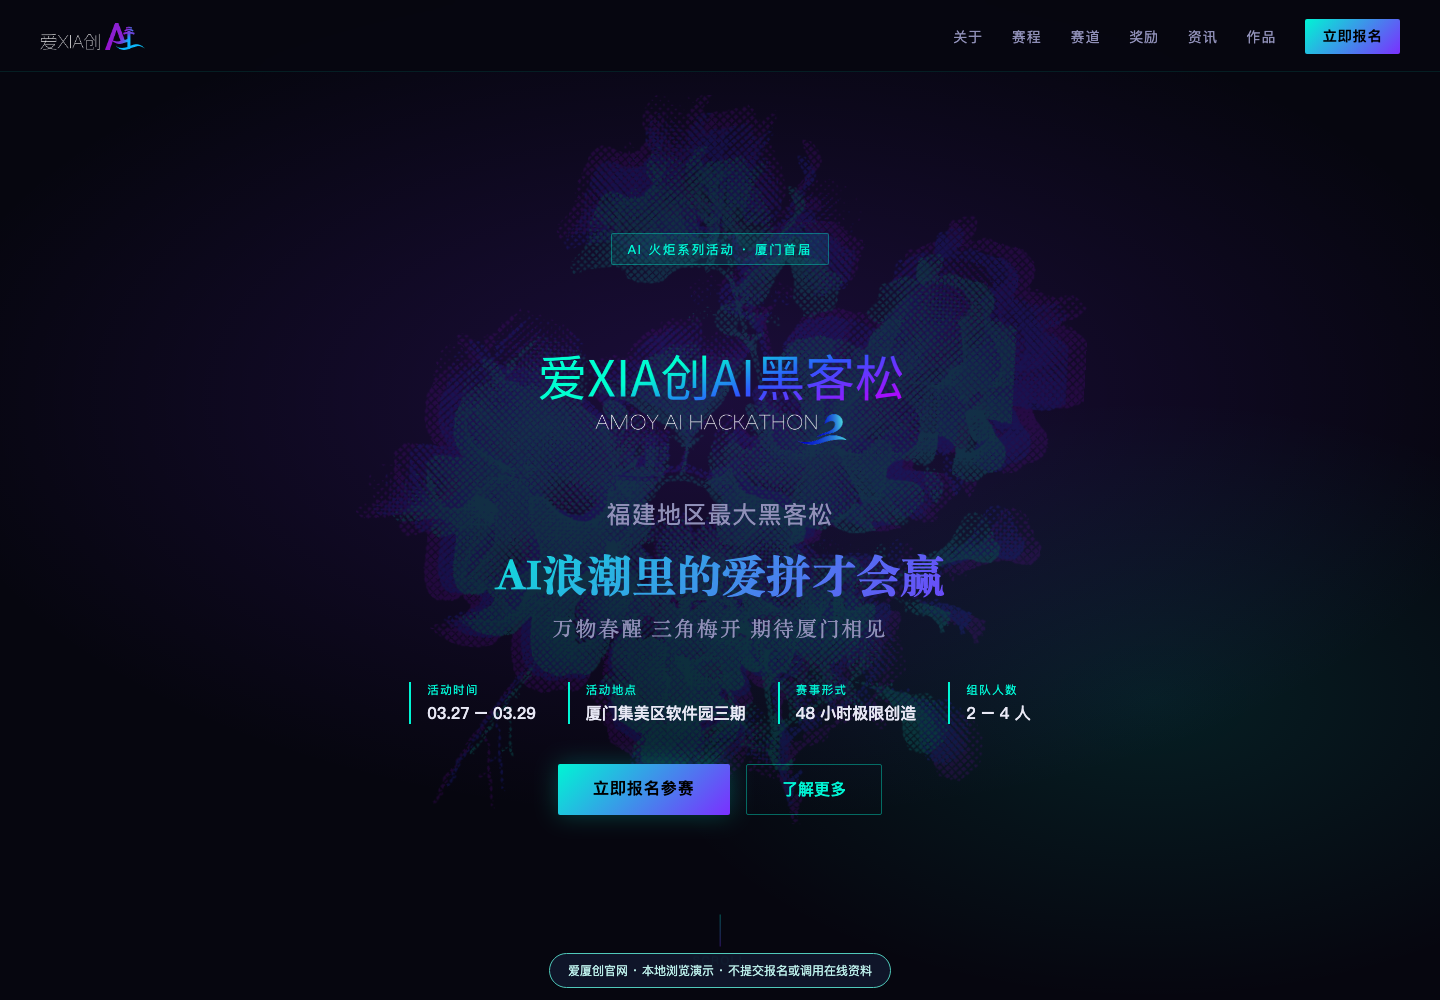 爱XIA创 AI
关于 赛程 赛道 奖励 资讯 作品 立即报名
AI 火炬系列活动 · 厦门首届
爱XIA创AI黑客松
AMOY AI HACKATHON 2
福建地区最大黑客松
AI浪潮里的爱拼才会赢
万物春醒 三角梅开 期待厦门相见
活动时间 活动地点 赛事形式 组队人数
03.27 — 03.29 厦门集美区软件园三期 48 小时极限创造 2 — 4 人
立即报名参赛 了解更多
爱厦创官网 · 本地浏览演示 · 不提交报名或调用在线资料